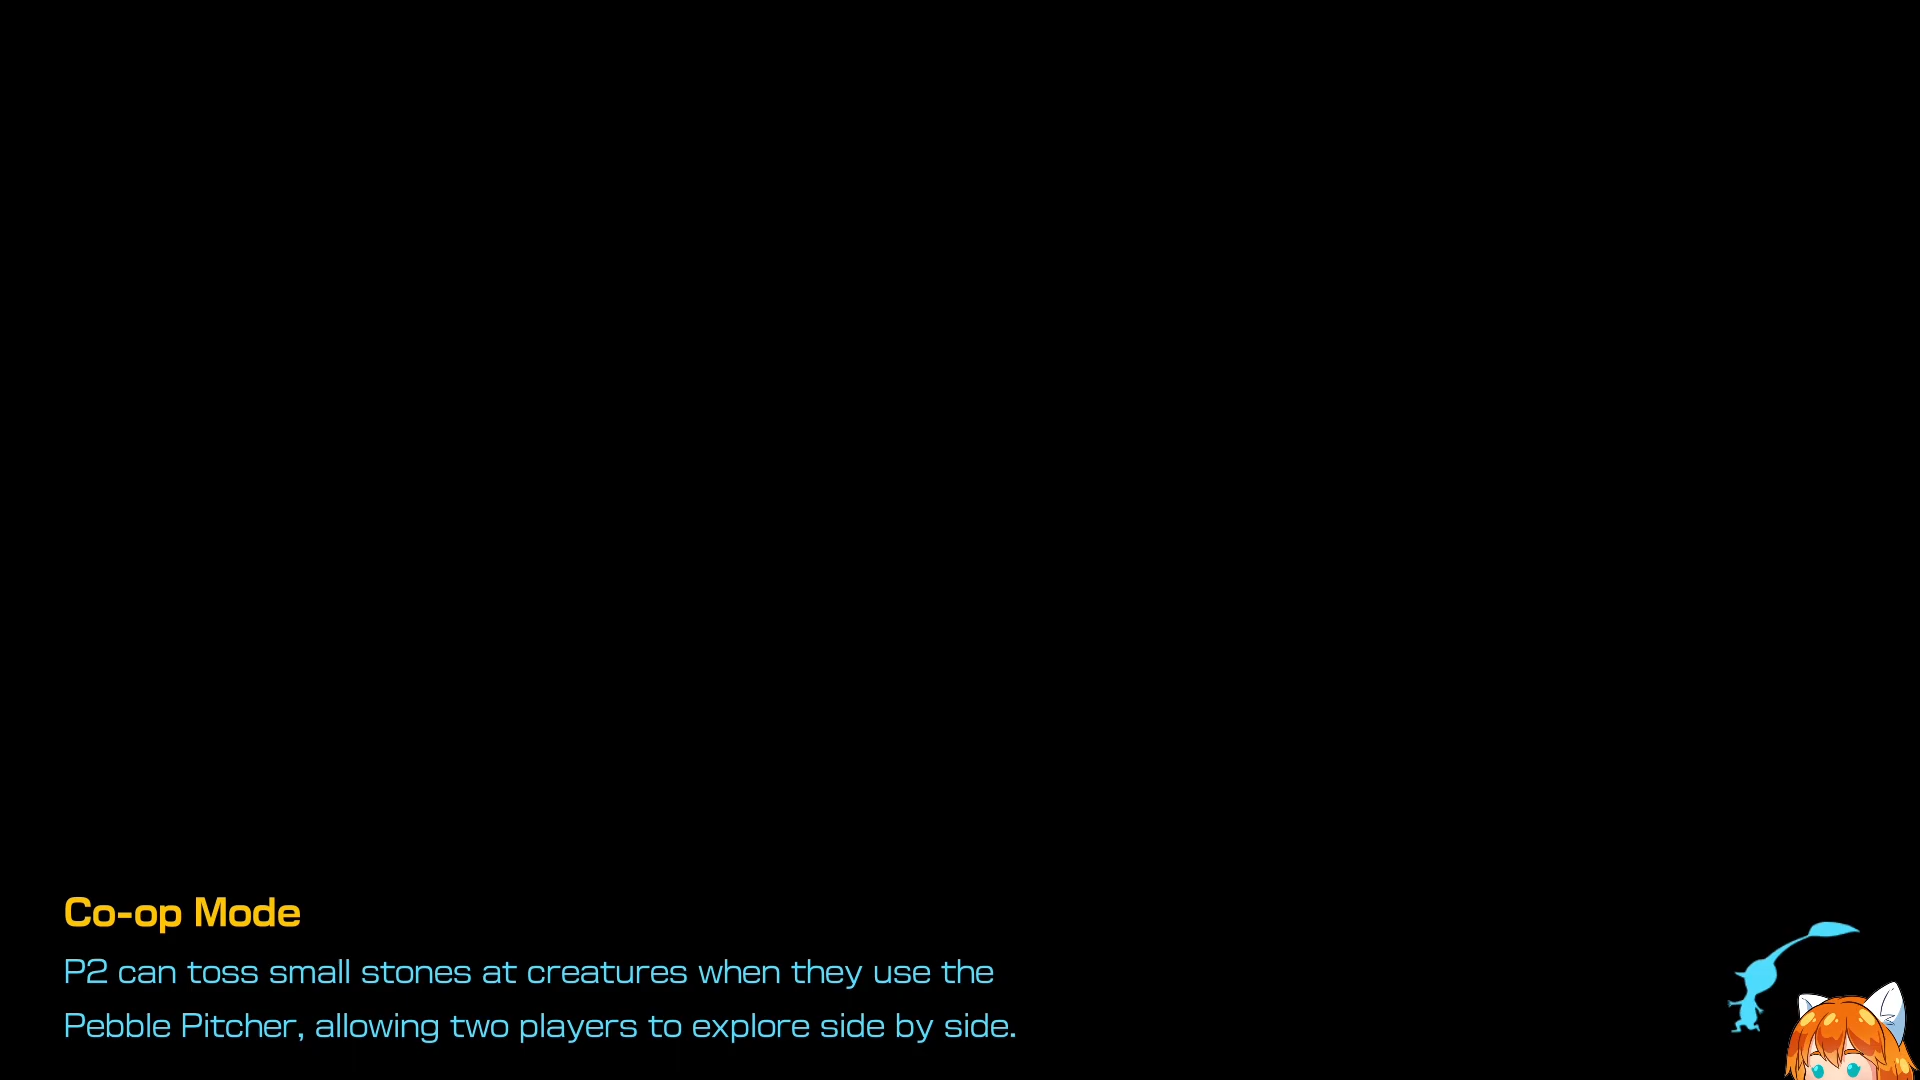 Co-op Mode
P2 can toss small stones at creatures when they use the
Pebble Pitcher, allowing two players to explore side by side.